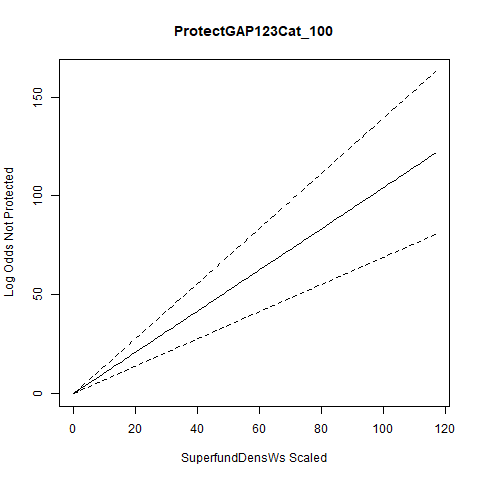 ProtectGAP123Cat_100
Log Odds Not Protected
150
100
50
0
0 20 40 60 80 100 120
SuperfundDensWs Scaled